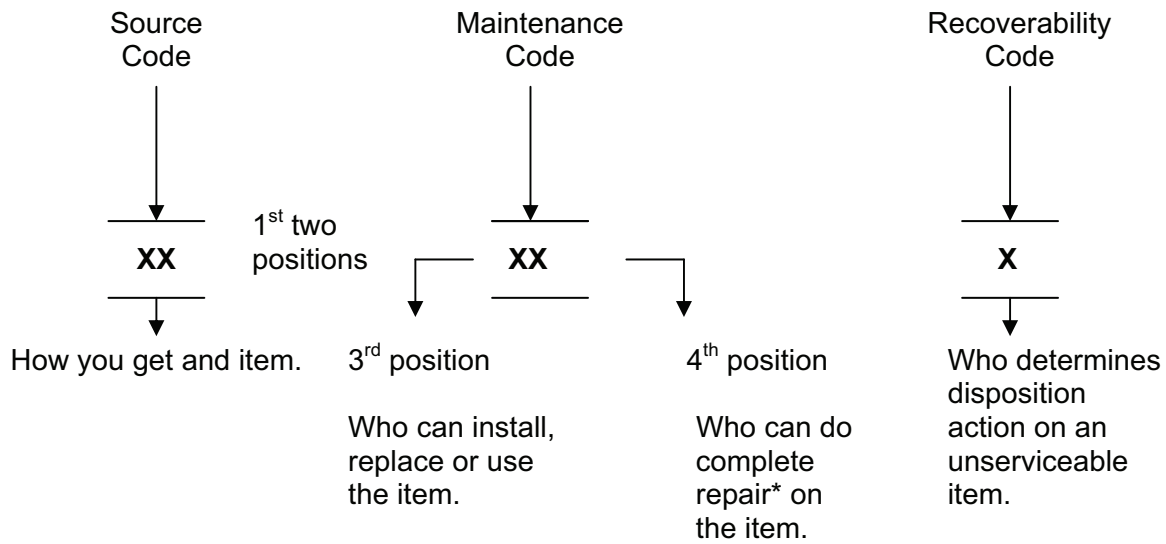 Source
Code
Maintenance
Code
Recoverability
Code
1st two
positions
XX
XX
X
How you get and item.
3rd position
4th position
Who determines
disposition
action on an
unserviceable
item.
Who can install,
replace or use
the item.
Who can do
complete
repair* on
the item.